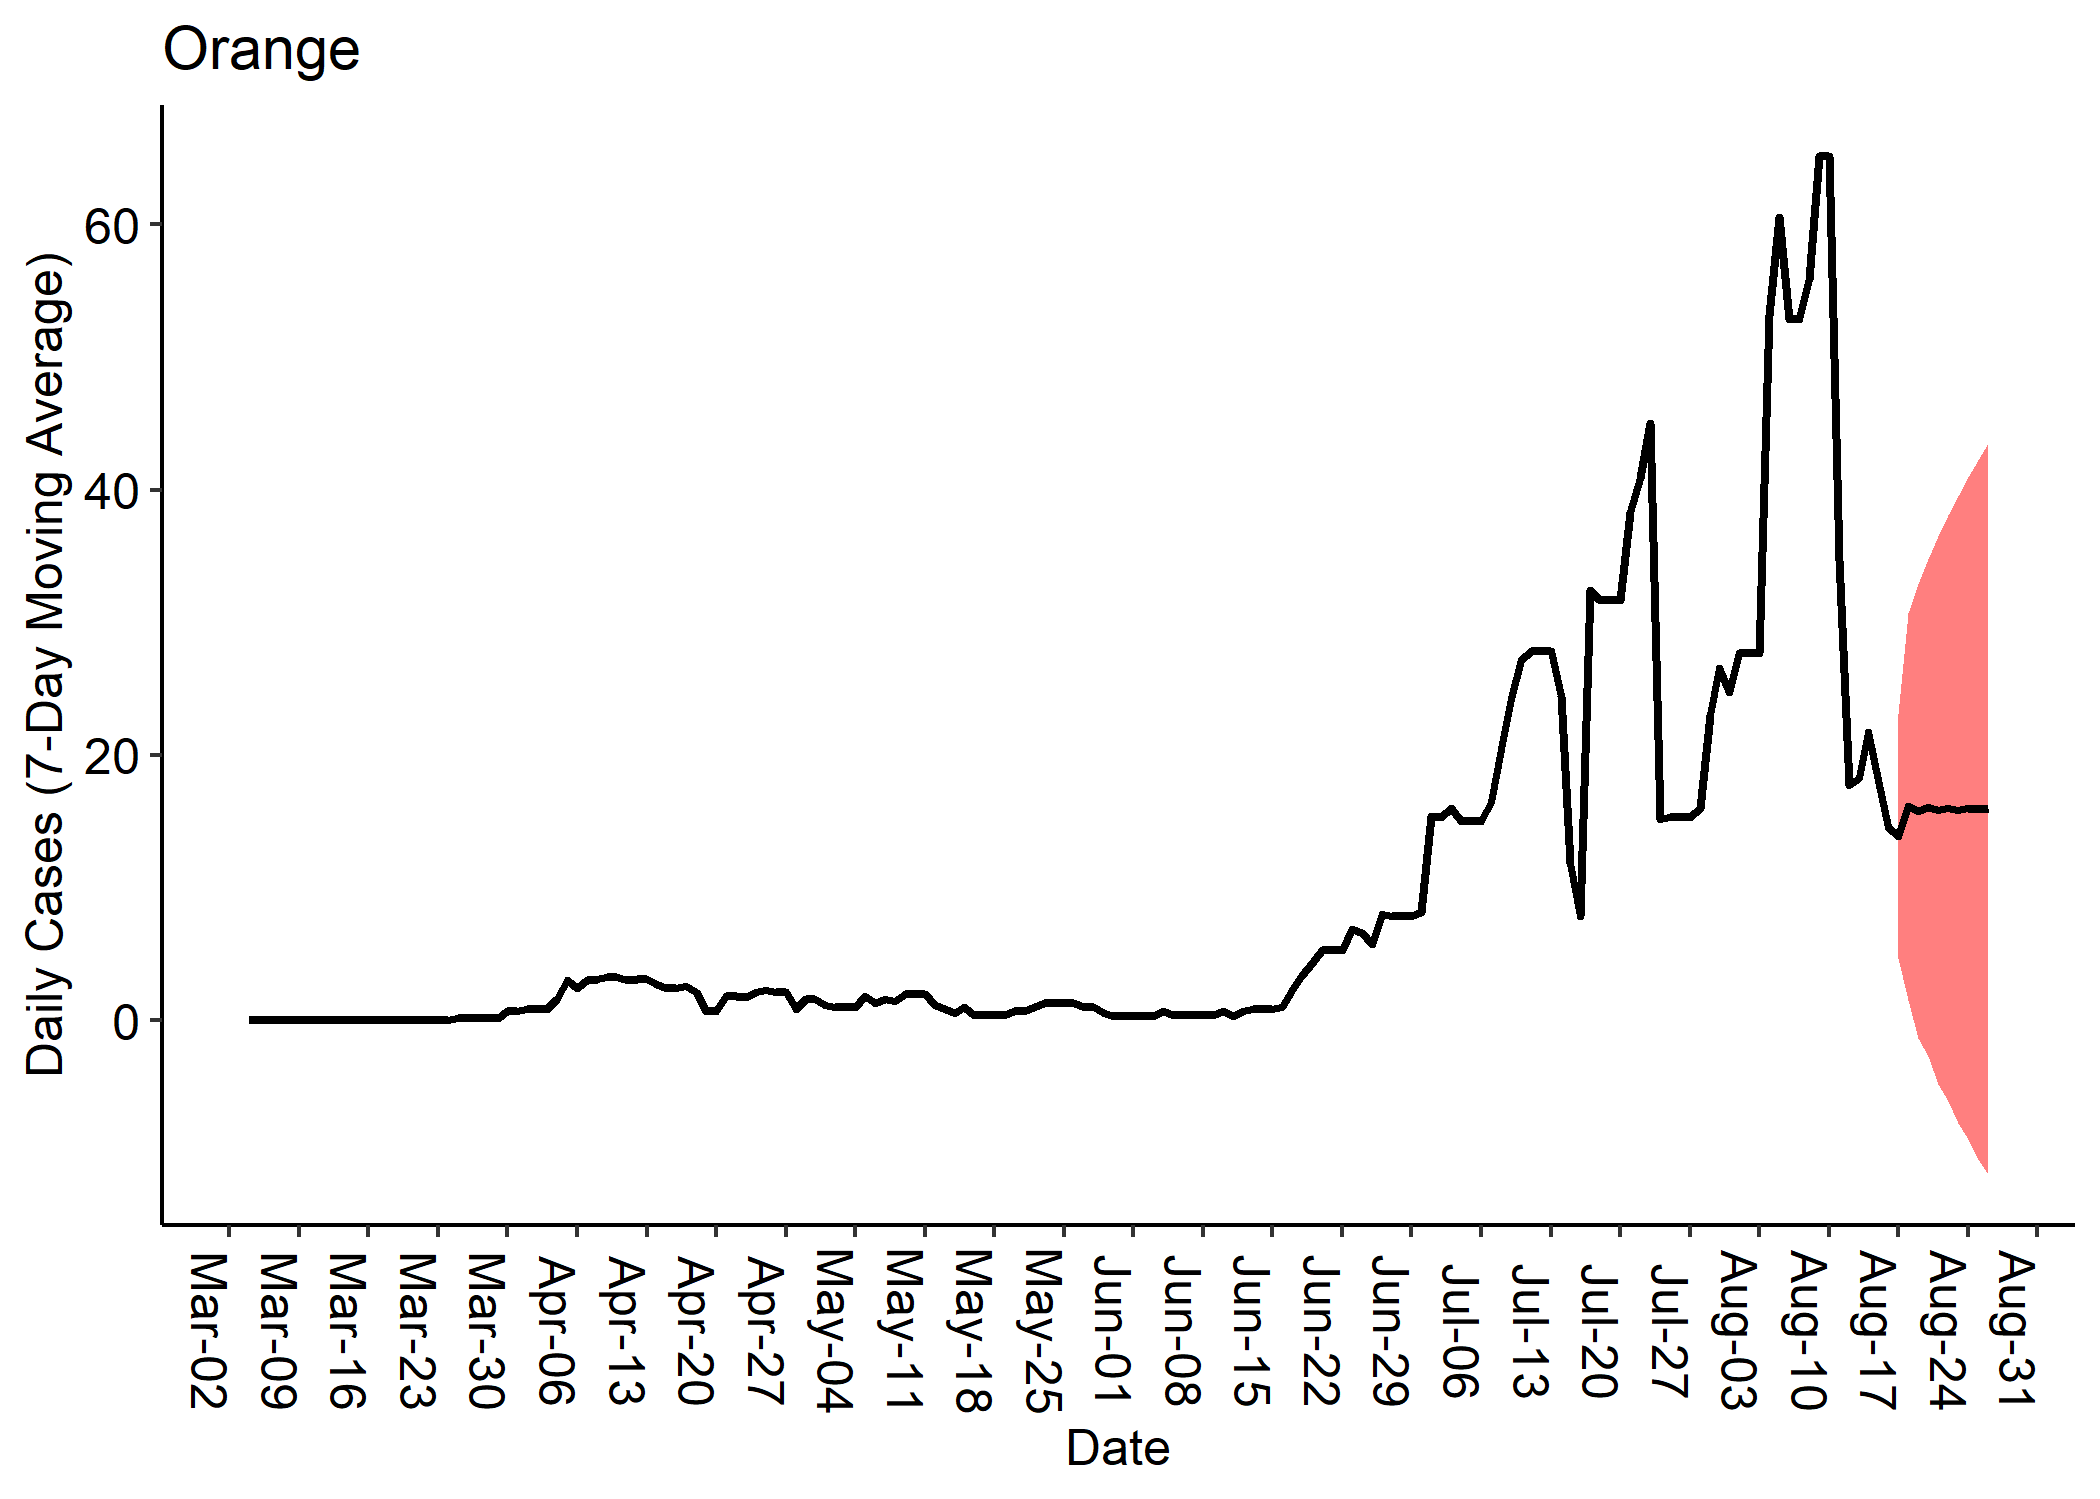 Orange
Daily Cases (7-Day Moving Average)
60
40
20
0
Mar-02
Mar-09
Mar-16
Mar-23
Mar-30
Apr-06
Apr-13
Apr-20
Apr-27
May-04
May-11
May-18
May-25
Jun-01
Jun-08
Jun-15
Jun-22
Jun-29
Jul-06
Jul-13
Jul-20
Jul-27
Aug-03
Aug-10
Aug-17
Aug-24
Aug-31
Date